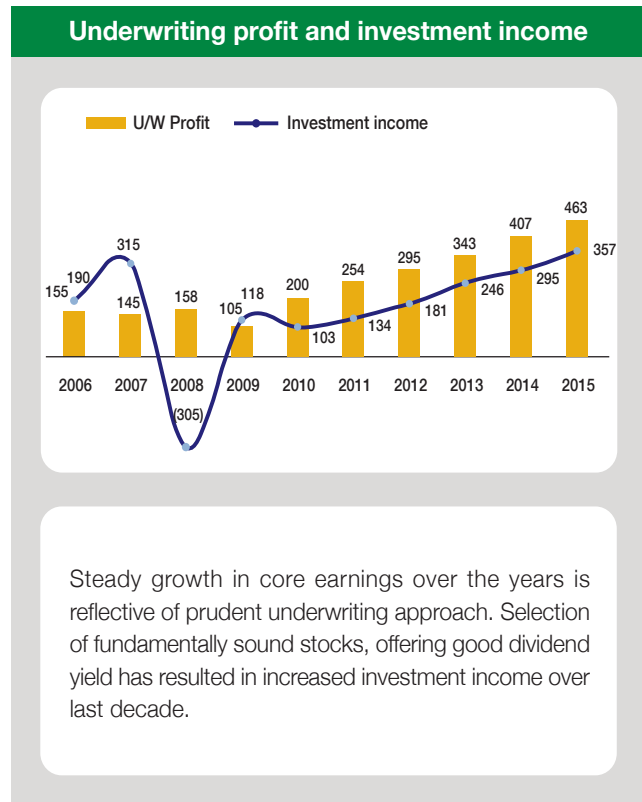 Underwriting profit and investment income
U/W Profit Investment income
463
407
357
343
315
295
295
254
246
200
190
181
155
158
145
134
118
105
103
2006 2007 2008 2009 2010 2011 2012 2013 2014 2015
(305)
Steady growth in core earnings over the years is
reflective of prudent underwriting approach. Selection
of fundamentally sound stocks, offering good dividend
yield has resulted in increased investment income over
last decade.